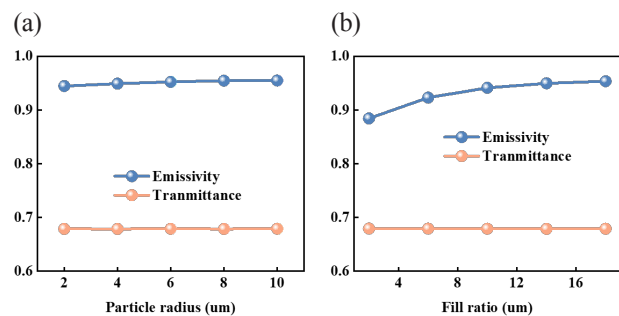 (a)
(b)
1.0
0.9
0.8
0.7
0.6
Emissivity
Tranmittance
2
4
6
8
10
Particle radius (um)
1.0
0.9
0.8
0.7
0.6
Emissivity
Tranmittance
4
8
12
16
Fill ratio (um)